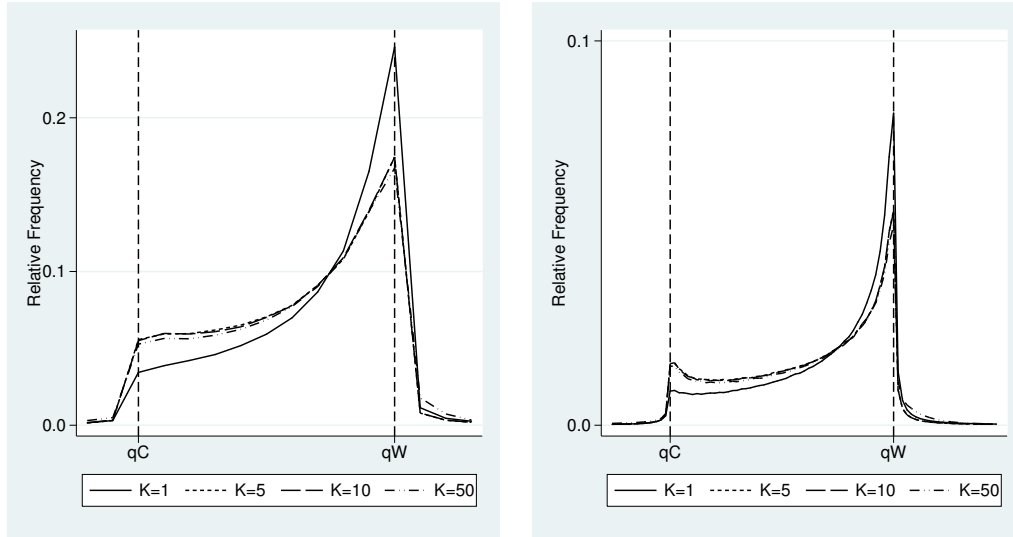 Relative Frequency
0.2
0.1
0.0
qC qW
K=1 K=5 K=10 K=50
Relative Frequency
0.1
0.0
qC qW
K=1 K=5 K=10 K=50